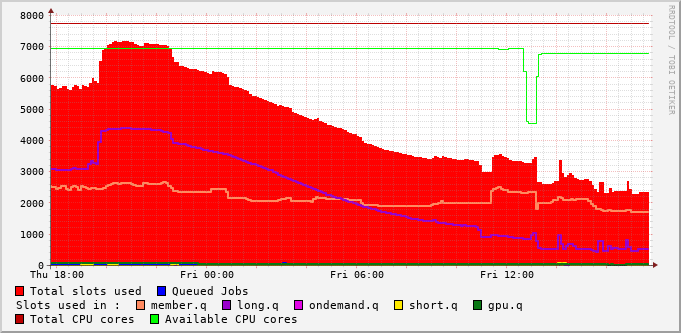 8000
7000
6000
5000
4000
3000
2000
1000
0
Thu 18:00 Fri 00:00 Fri 06:00 Fri 12:00
Total slots used Queued Jobs
Slots used in : member.q long.q ondemand.q short.q gpu.q
Total CPU cores Available CPU cores
RRDTOOL / TOBI OETIKER